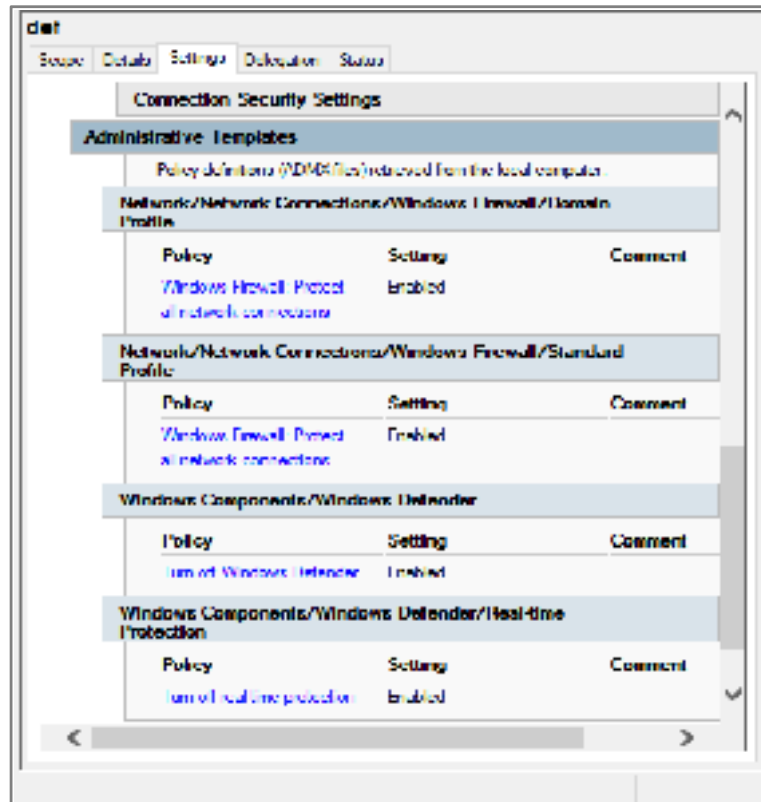 def
Scope Details Settings Delegation Status
Connection Security Settings
Administrative Templates
Policy definitions (ADMX files) retrieved from the local computer.
Network/Network Connections/Windows Firewall/Domain
Profile
Policy Setting Comment
Windows Firewall: Protect Enabled
all network connections
Network/Network Connections/Windows Firewall/Standard
Profile
Policy Setting Comment
Windows Firewall: Protect Enabled
all network connections
Windows Components/Windows Defender
Policy Setting Comment
Turn off Windows Defender Enabled
Windows Components/Windows Defender/Real-time
Protection
Policy Setting Comment
Turn off real-time protection Enabled